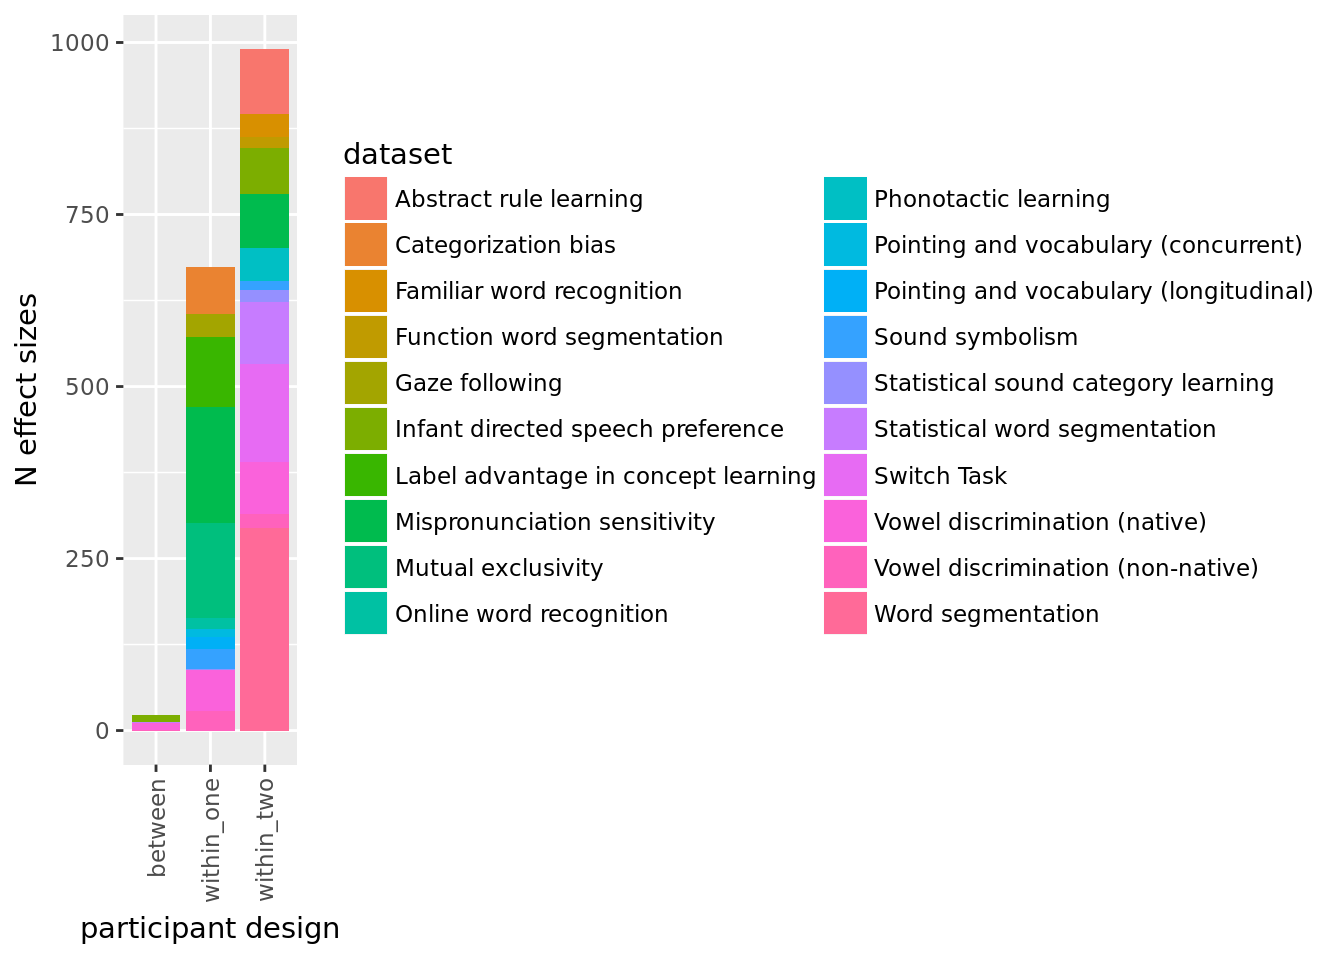 1000
750
500
250
0
N effect sizes
between
within_one
within_two
participant design
dataset
Abstract rule learning
Categorization bias
Familiar word recognition
Function word segmentation
Gaze following
Infant directed speech preference
Label advantage in concept learning
Mispronunciation sensitivity
Mutual exclusivity
Online word recognition
Phonotactic learning
Pointing and vocabulary (concurrent)
Pointing and vocabulary (longitudinal)
Sound symbolism
Statistical sound category learning
Statistical word segmentation
Switch Task
Vowel discrimination (native)
Vowel discrimination (non-native)
Word segmentation